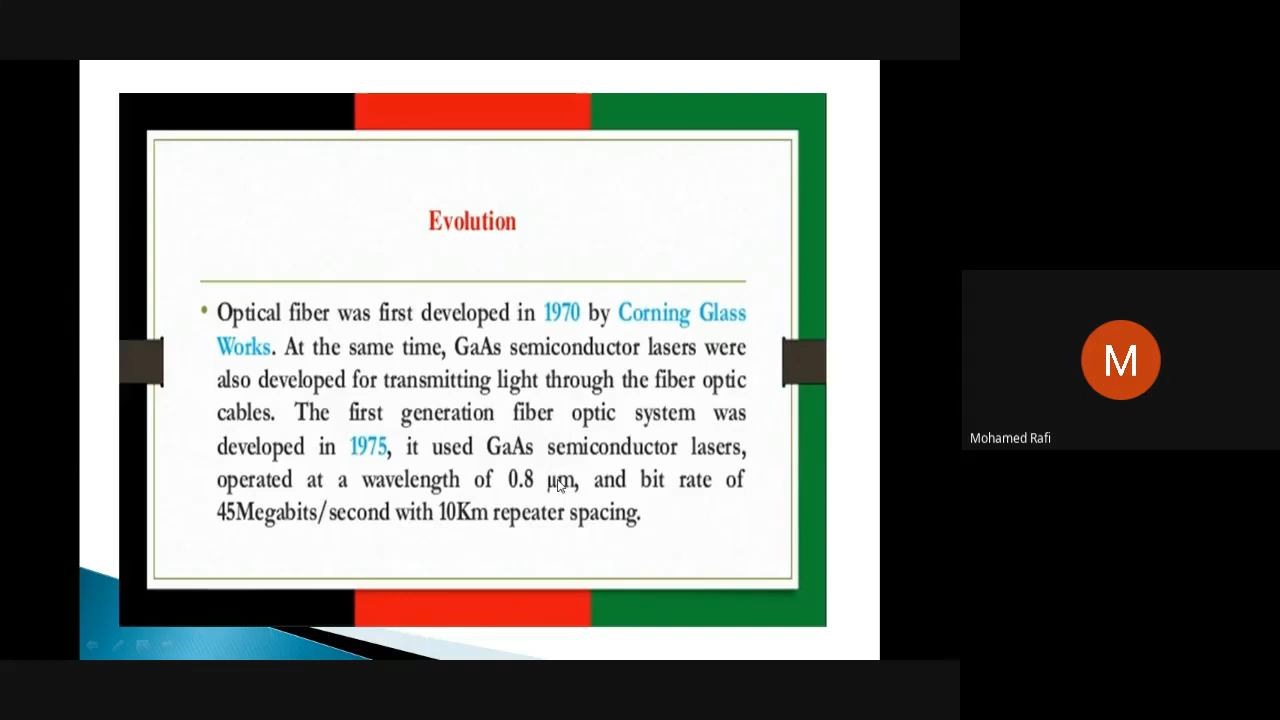 Evolution
• Optical fiber was first developed in 1970 by Corning Glass
Works. At the same time, GaAs semiconductor lasers were
also developed for transmitting light through the fiber optic
cables. The first generation fiber optic system was
developed in 1975, it used GaAs semiconductor lasers,
operated at a wavelength of 0.8 μm, and bit rate of
45Megabits/second with 10Km repeater spacing.
M
Mohamed Rafi